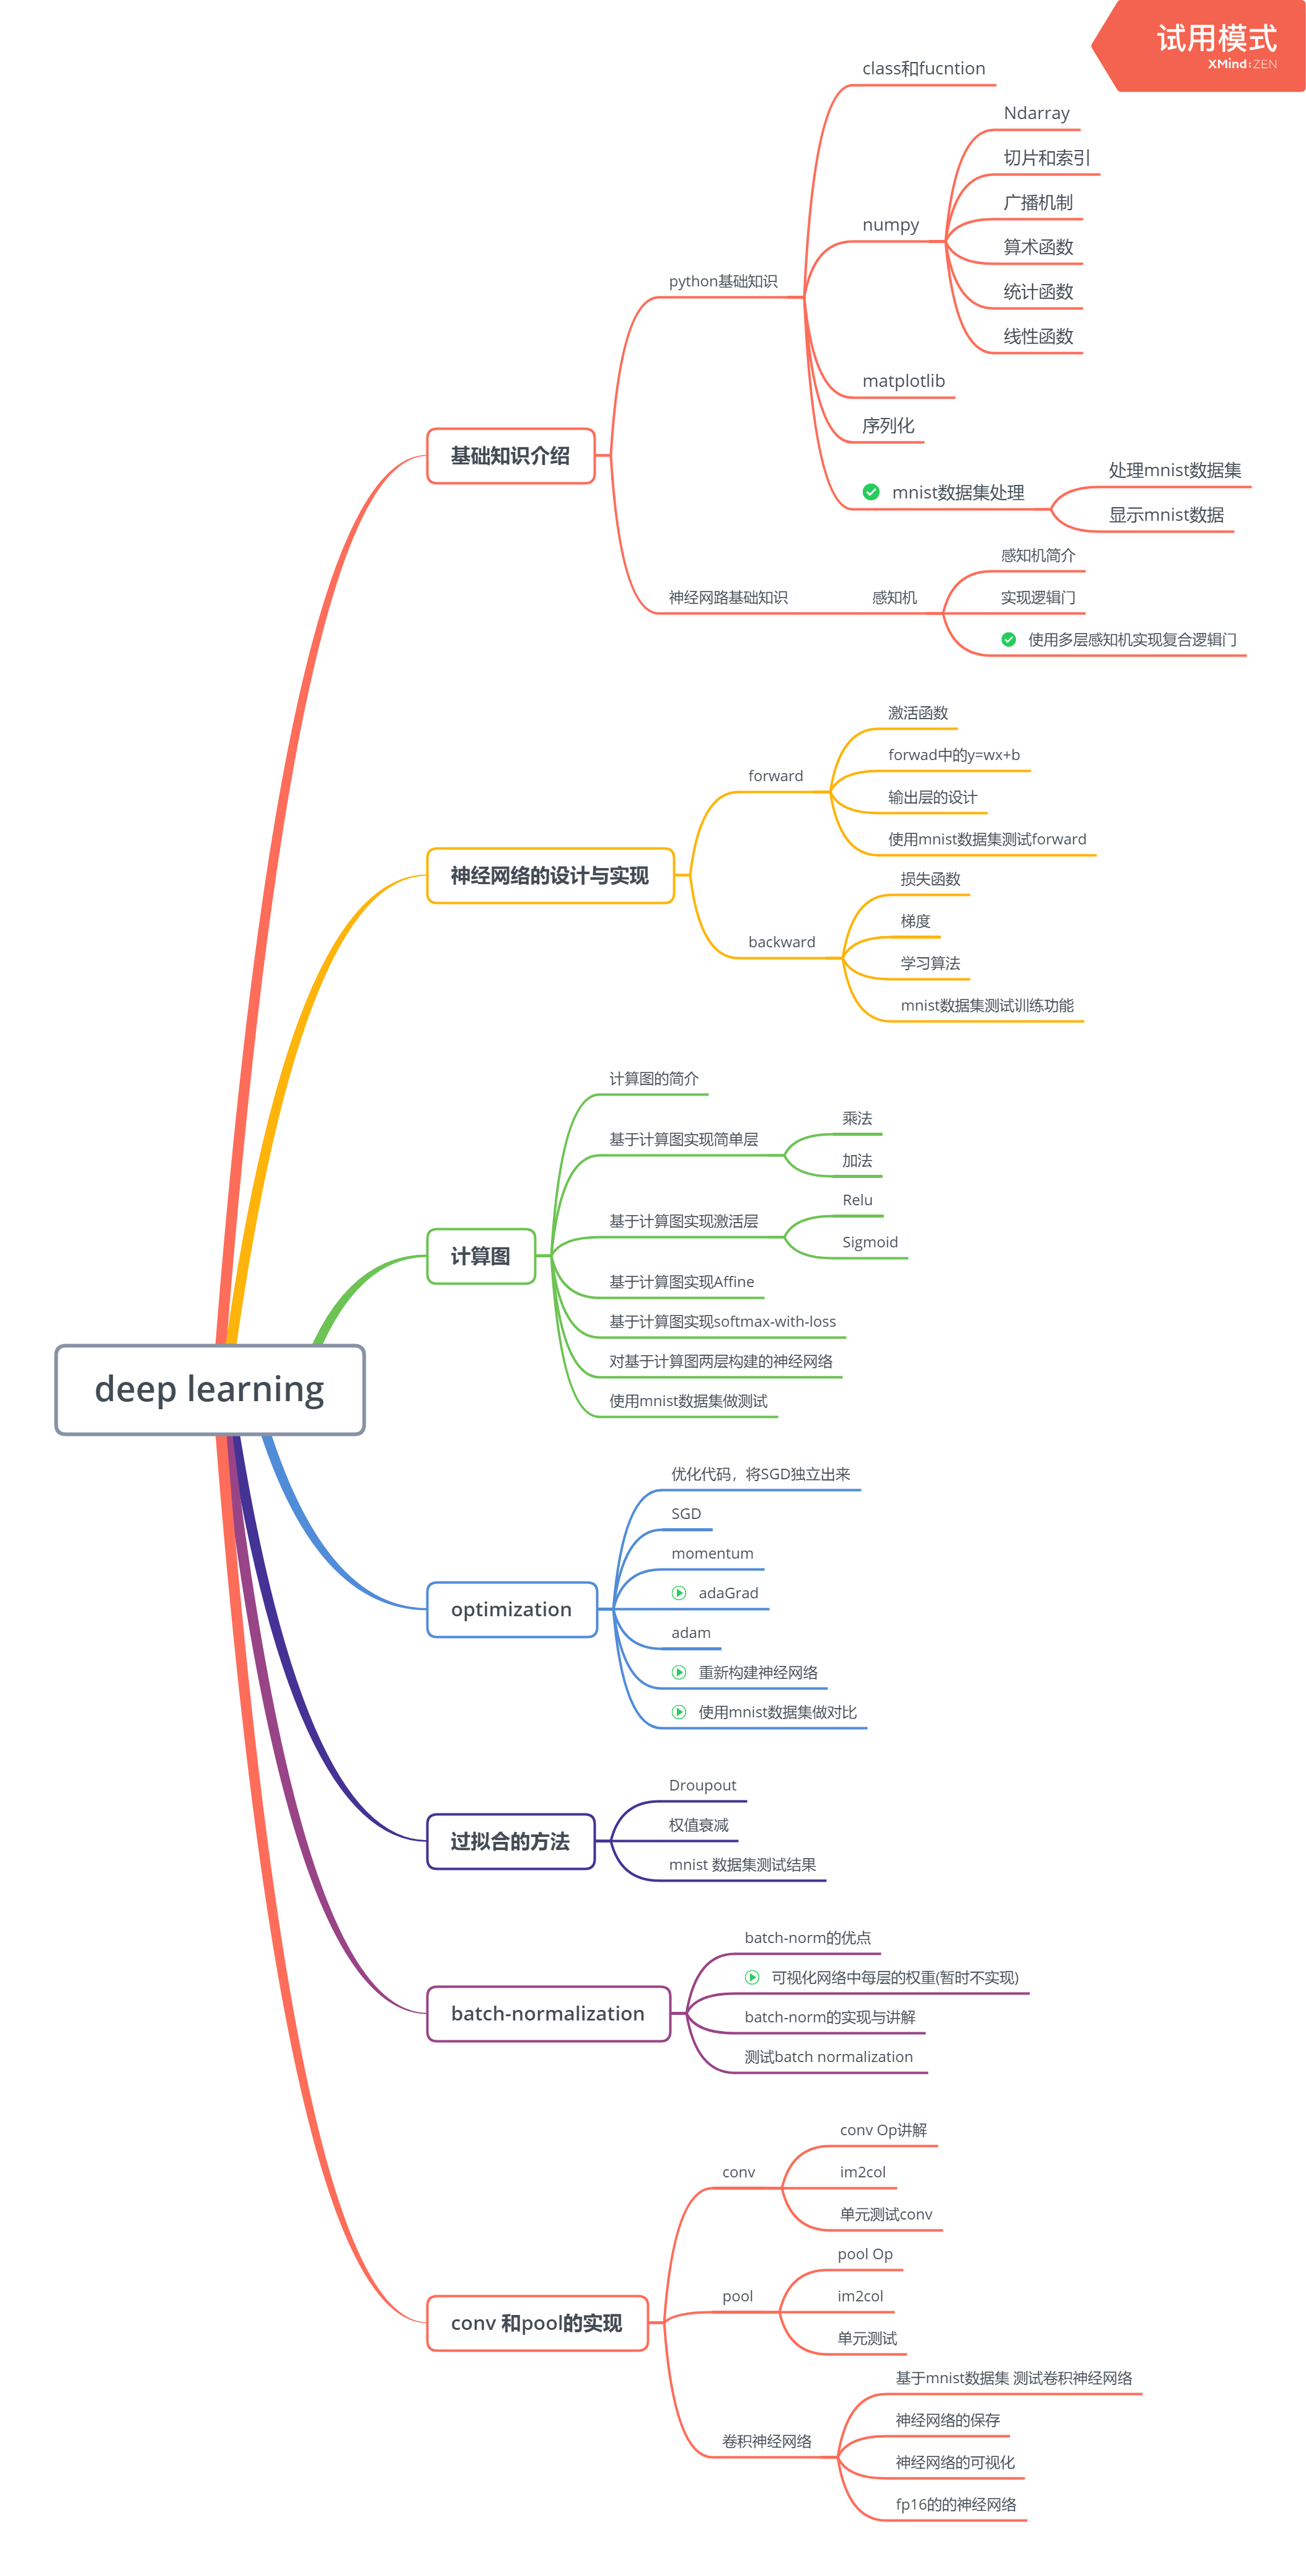 试用模式
XMind:ZEN
deep learning
基础知识介绍
python基础知识
class和fucntion
numpy
Ndarray
切片和索引
广播机制
算术函数
统计函数
线性函数
matplotlib
序列化
mnist数据集处理
处理mnist数据集
显示mnist数据
神经网路基础知识
感知机
感知机简介
实现逻辑门
使用多层感知机实现复合逻辑门
神经网络的设计与实现
forward
激活函数
forwad中的y=wx+b
输出层的设计
使用mnist数据集测试forward
backward
损失函数
梯度
学习算法
mnist数据集测试训练功能
计算图
计算图的简介
基于计算图实现简单层
乘法
加法
基于计算图实现激活层
Relu
Sigmoid
基于计算图实现Affine
基于计算图实现softmax-with-loss
对基于计算图两层构建的神经网络
使用mnist数据集做测试
optimization
优化代码，将SGD独立出来
SGD
momentum
adaGrad
adam
重新构建神经网络
使用mnist数据集做对比
过拟合的方法
Droupout
权值衰减
mnist 数据集测试结果
batch-normalization
batch-norm的优点
可视化网络中每层的权重(暂时不实现)
batch-norm的实现与讲解
测试batch normalization
conv 和pool的实现
conv
conv Op讲解
im2col
单元测试conv
pool
pool Op
im2col
单元测试
卷积神经网络
基于mnist数据集 测试卷积神经网络
神经网络的保存
神经网络的可视化
fp16的的神经网络